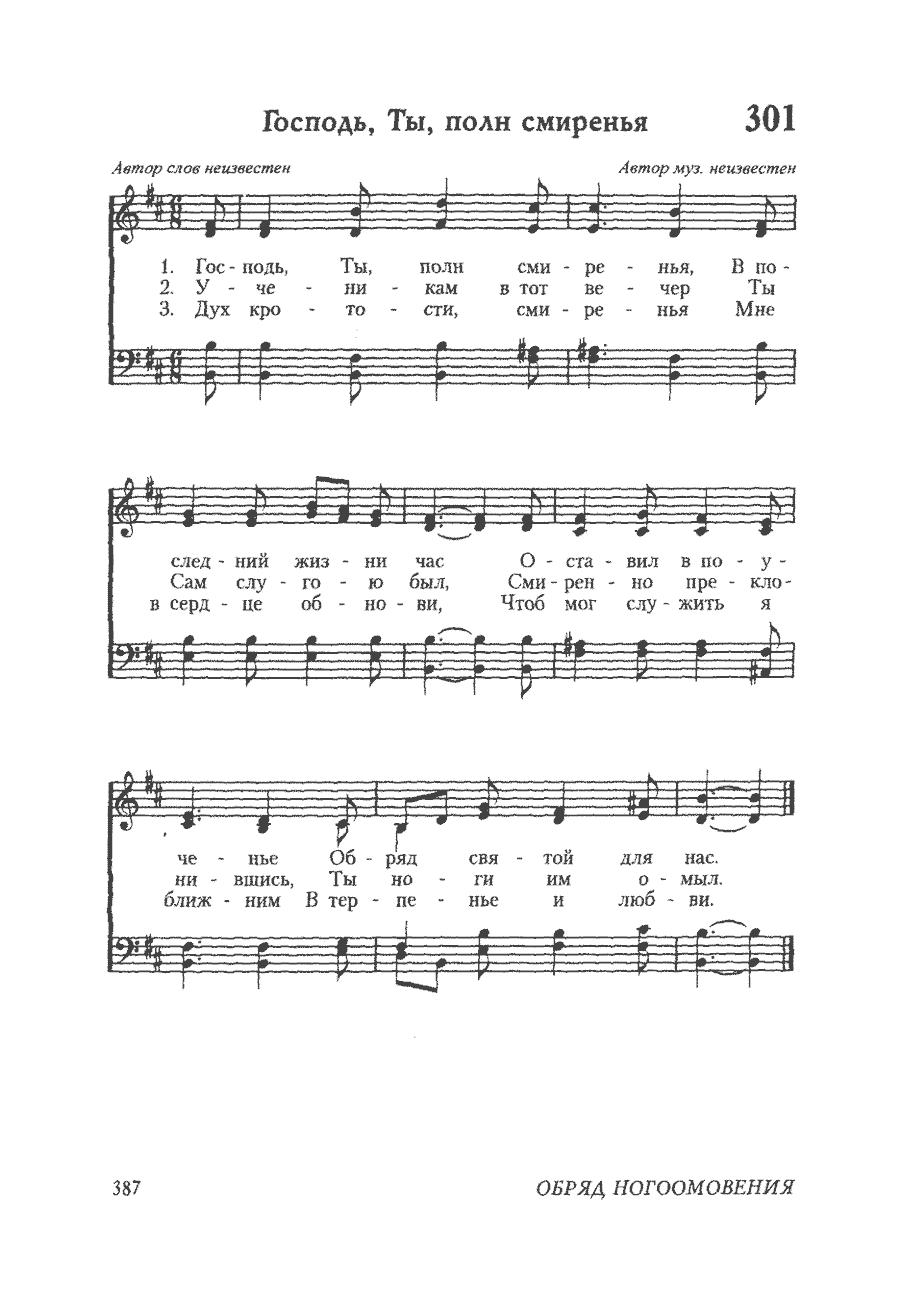 Господь, Ты, полн смиренья 301
Автор слов неизвестен Автор муз. неизвестен
1. Гос - подь, Ты, полн сми - ре - нья, В по -
2. У - че - ни - кам в тот ве - чер Ты
3. Дух кро - то - сти, сми - ре - нья Мне
след - ний жиз - ни час О - ста - вил в по - у -
Сам слу - го - ю был, Сми - рен - но пре - кло -
в серд - це об - но - ви, Чтоб мог слу - жить я
че - нье Об - ряд свя - той для нас.
ни - вшись, Ты но - ги им о - мыл.
ближ - ним В тер - пе - нье и люб - ви.
387 ОБРЯД НОГООМОВЕНИЯ